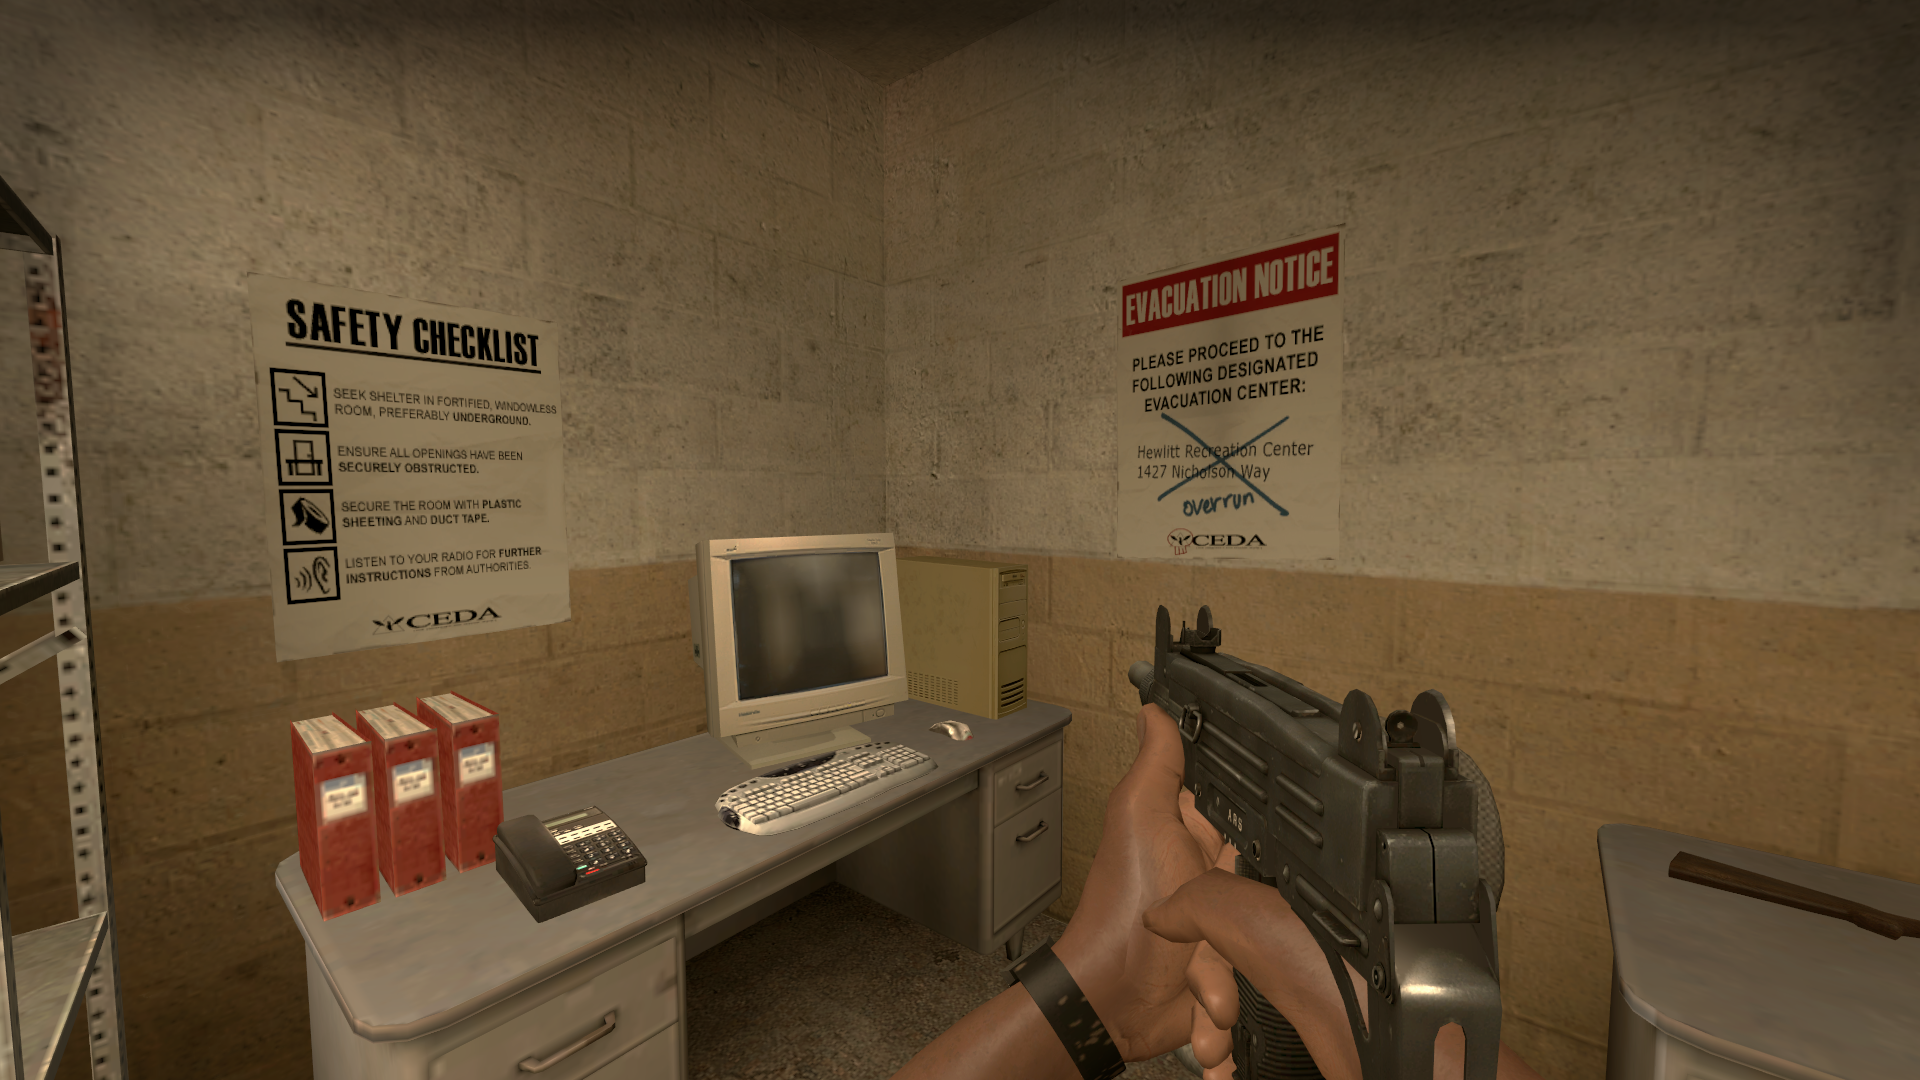 SAFETY CHECKLIST
SEEK SHELTER IN FORTIFIED, WINDOWLESS
ROOM, PREFERABLY UNDERGROUND.
ENSURE ALL OPENINGS HAVE BEEN
SECURELY OBSTRUCTED.
SECURE THE ROOM WITH PLASTIC
SHEETING AND DUCT TAPE.
LISTEN TO YOUR RADIO FOR FURTHER
INSTRUCTIONS FROM AUTHORITIES.
CEDA
EVACUATION NOTICE
PLEASE PROCEED TO THE
FOLLOWING DESIGNATED
EVACUATION CENTER:
Hewlitt Recreation Center
1427 Nicholson Way
overrun
CEDA
ARS